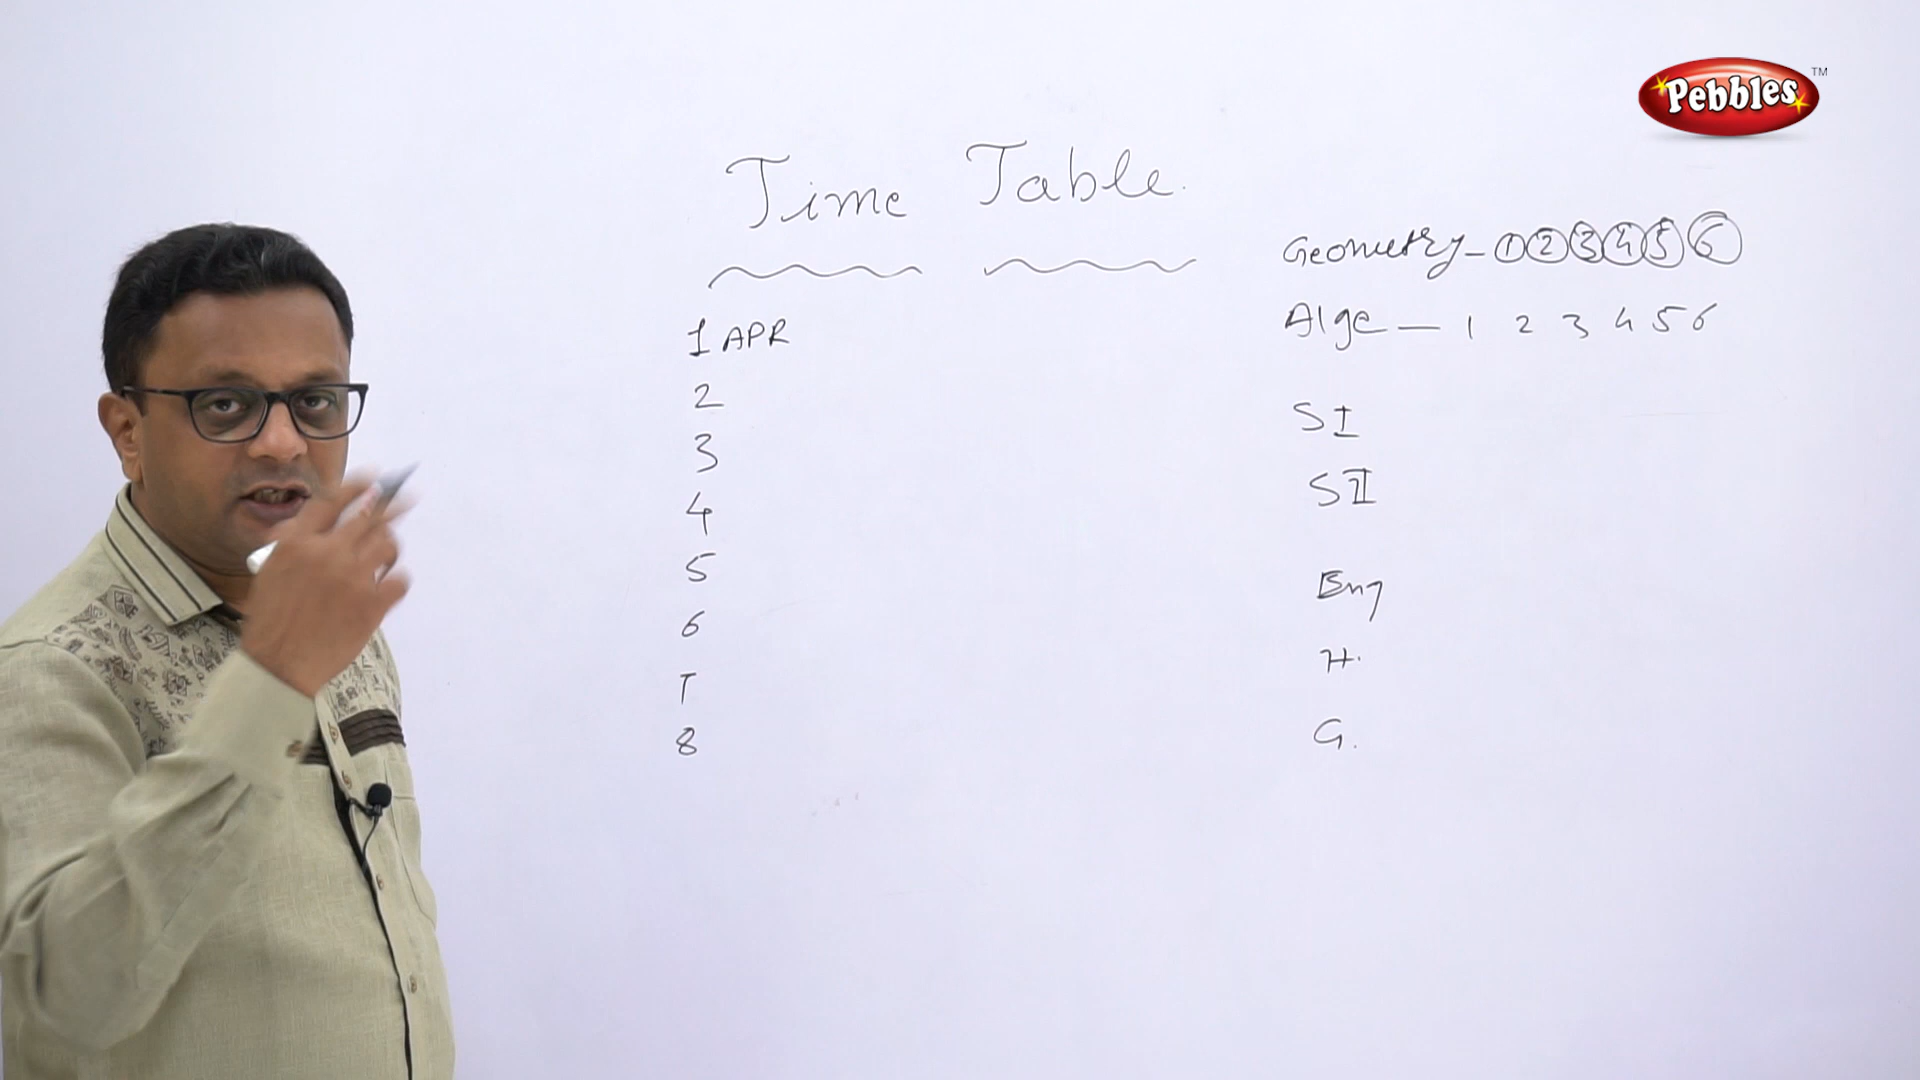 Pebbles TM
Time Table.
Geometry - 1 2 3 4 5 6
Alge — 1 2 3 4 5 6
1 APR
2
3
4
5
6
7
8
S I
S II
Eng
H.
G.